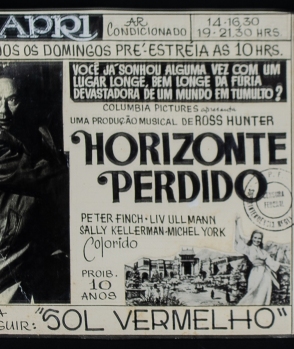 APRI
AR
CONDICIONADO
14-16,30
19-21.30 HRS.
OS OS DOMINGOS PRÉ-ESTRÉIA AS 10 HRS.
VOCÊ JÁ SONHOU ALGUMA VEZ COM UM
LUGAR LONGE, BEM LONGE DA FÚRIA
DEVASTADORA DE UM MUNDO EM TUMULTO?
COLUMBIA PICTURES apresenta
UMA PRODUÇÃO MUSICAL DE ROSS HUNTER
HORIZONTE
PERDIDO
PETER FINCH · LIV ULLMANN
SALLY KELLERMAN · MICHEL YORK
Colorido
PROIB.
10
ANOS
GUIR: "SOL VERMELHO"